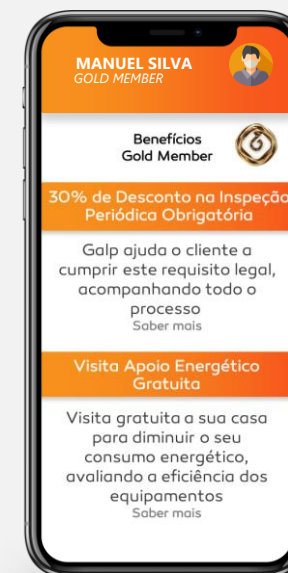 MANUEL SILVA
GOLD MEMBER
Benefícios
Gold Member
30% de Desconto na Inspeção
Periódica Obrigatória
Galp ajuda o cliente a
cumprir este requisito legal,
acompanhando todo o
processo
Saber mais
Visita Apoio Energético
Gratuita
Visita gratuita a sua casa
para diminuir o seu
consumo energético,
avaliando a eficiência dos
equipamentos
Saber mais